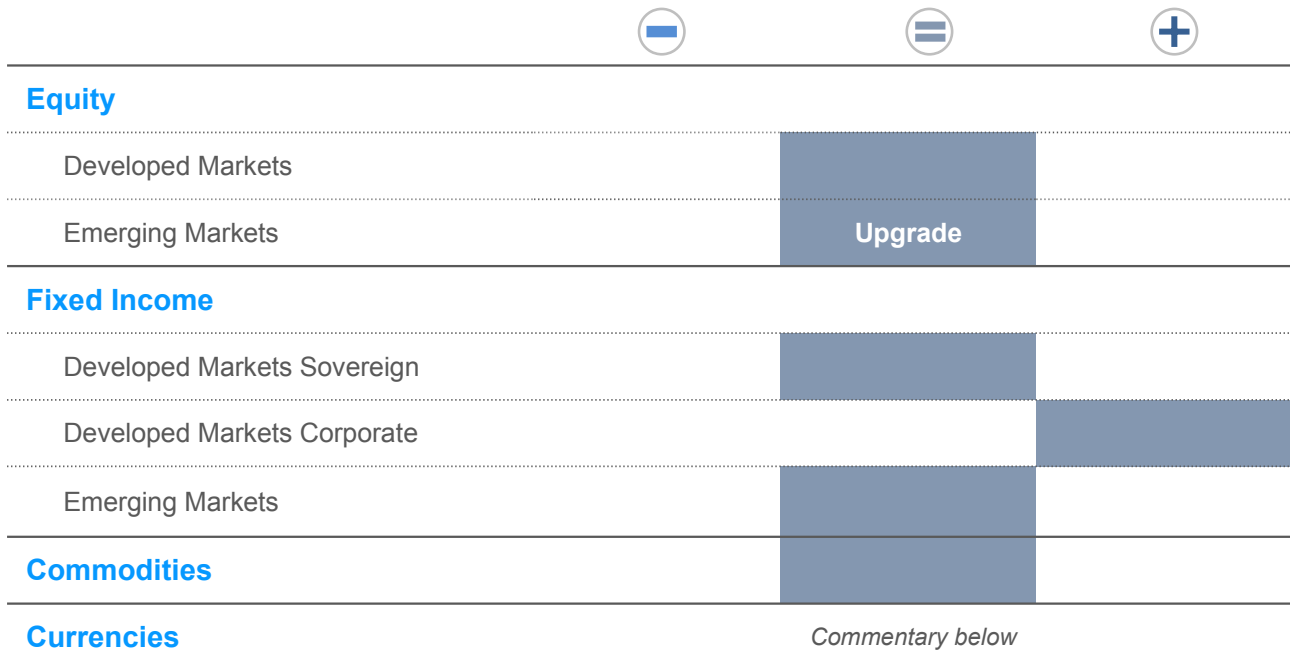 Equity
Developed Markets
Emerging Markets
Upgrade
Fixed Income
Developed Markets Sovereign
Developed Markets Corporate
Emerging Markets
Commodities
Currencies
Commentary below